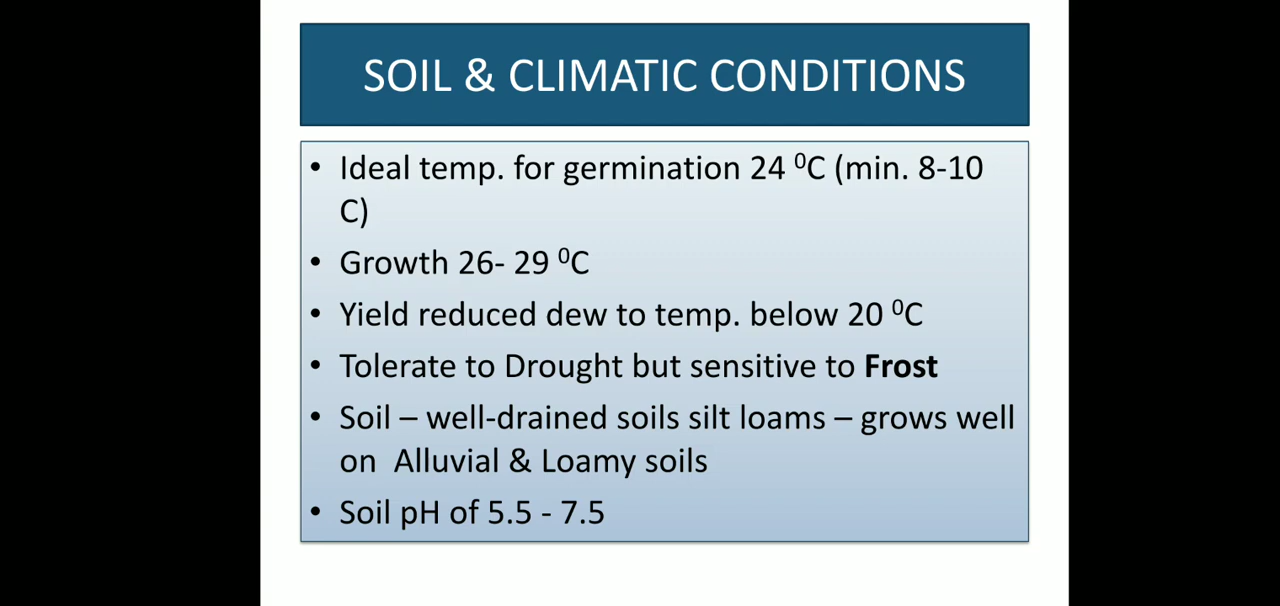 SOIL & CLIMATIC CONDITIONS
• Ideal temp. for germination 24 ⁰C (min. 8-10
C)
• Growth 26- 29 ⁰C
• Yield reduced dew to temp. below 20 ⁰C
• Tolerate to Drought but sensitive to Frost
• Soil – well-drained soils silt loams – grows well
on Alluvial & Loamy soils
• Soil pH of 5.5 - 7.5